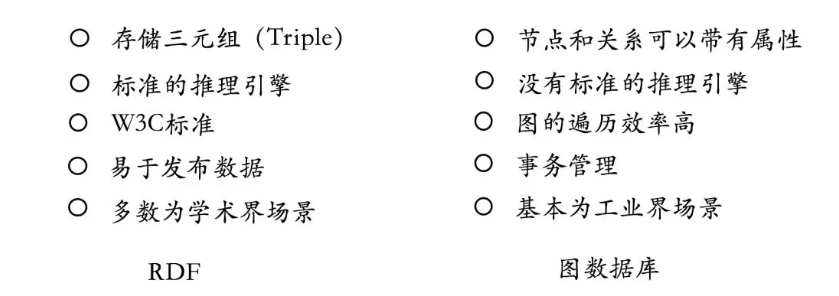 存储三元组（Triple）
标准的推理引擎
W3C标准
易于发布数据
多数为学术界场景
RDF
节点和关系可以带有属性
没有标准的推理引擎
图的遍历效率高
事务管理
基本为工业界场景
图数据库